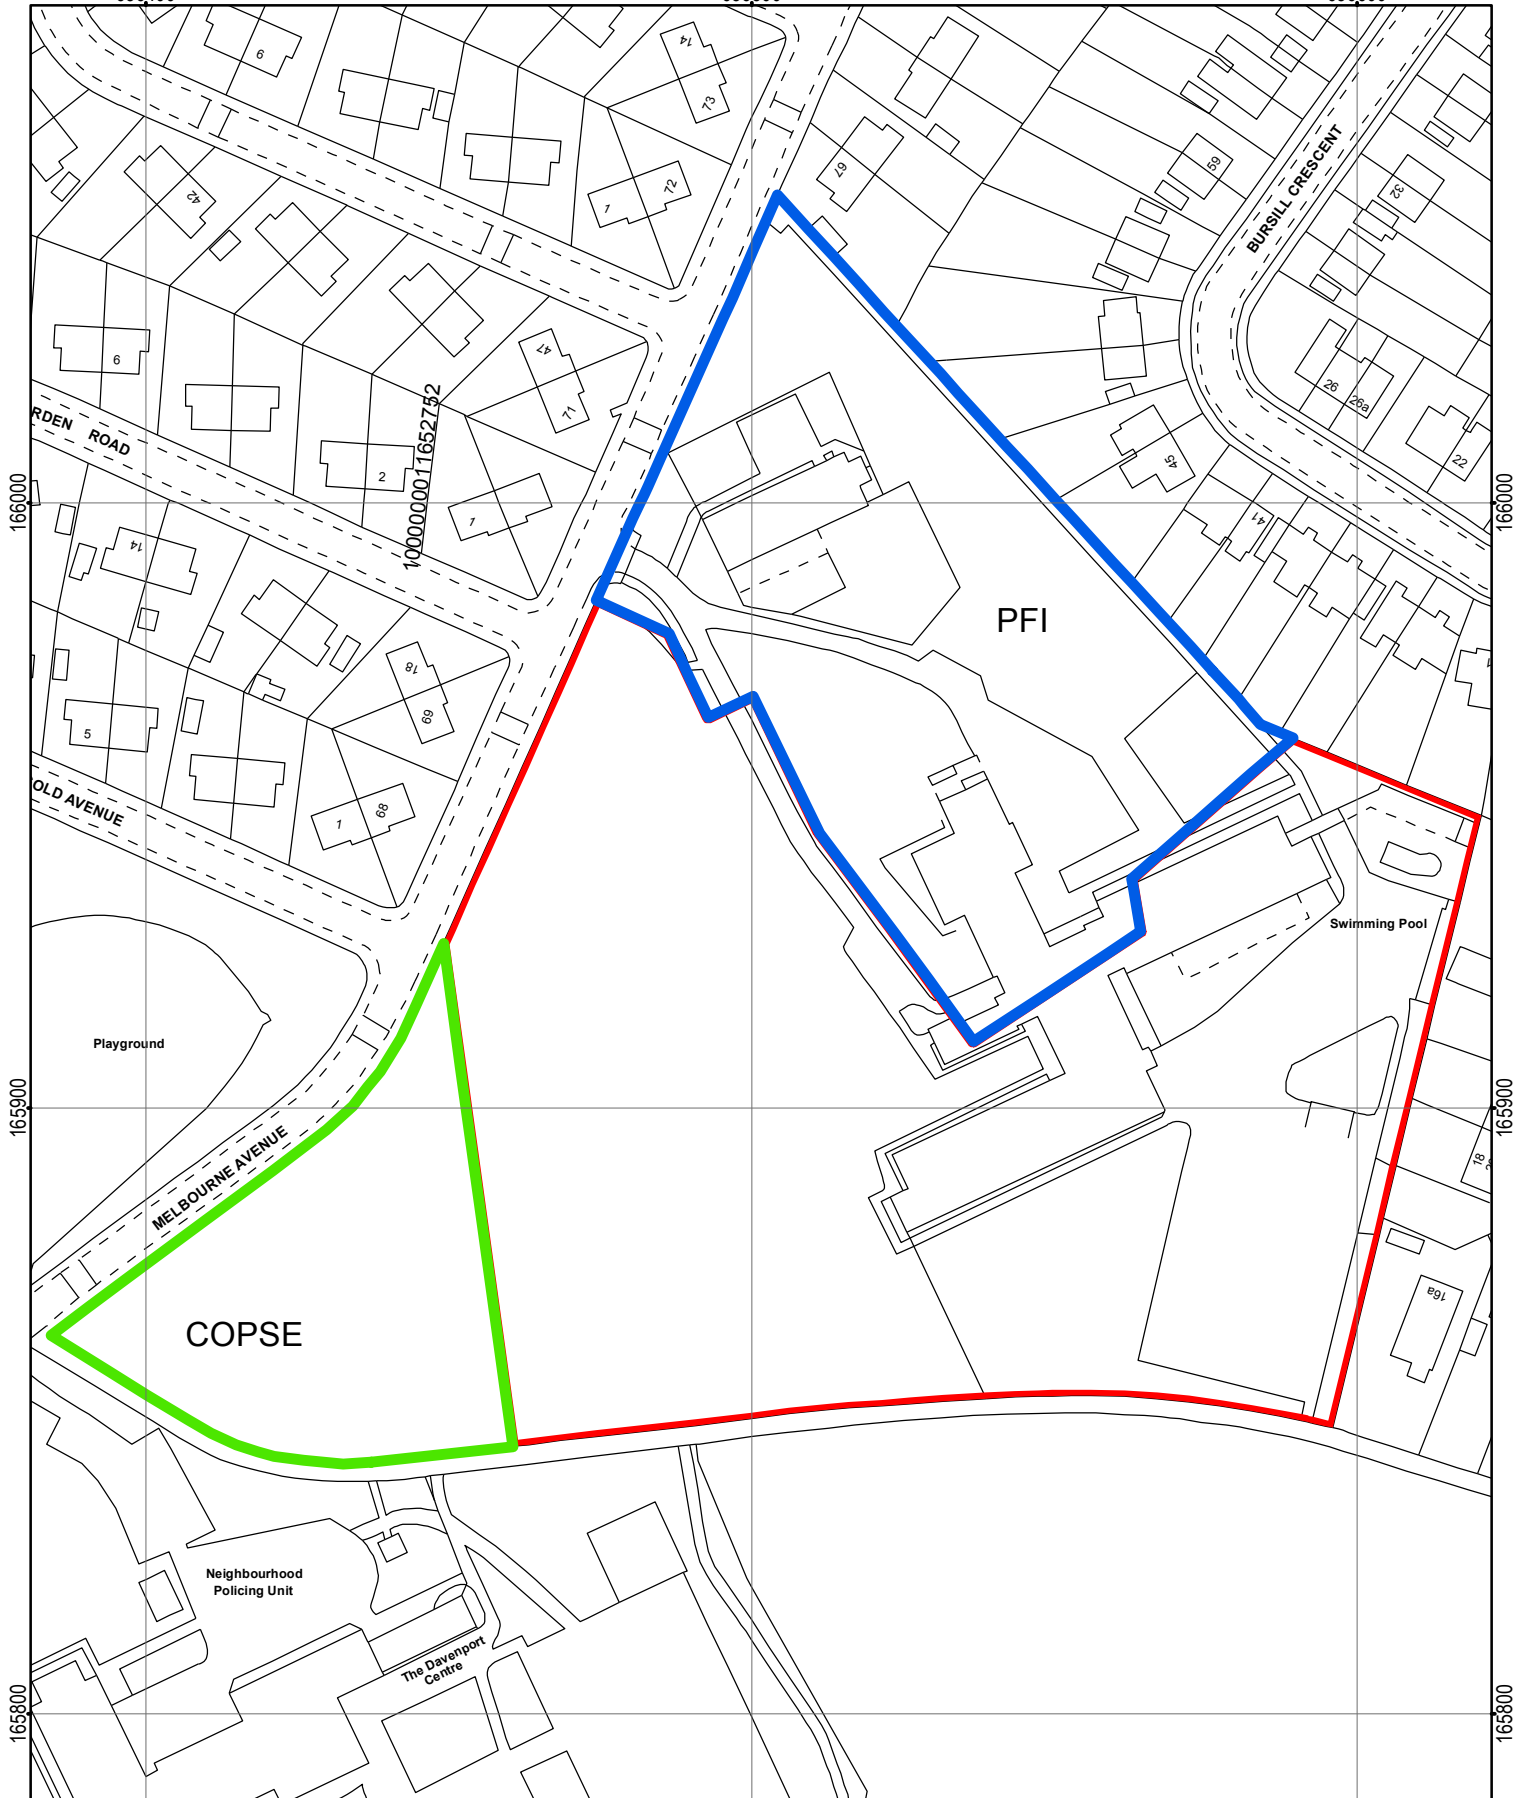 14
9
73
67
59
32
BURSILL CRESCENT
42
1
72
6
47
71
26
26a
22
RDEN ROAD
2
1000000011652752
45
41
1
166000
166000
14
PFI
18
69
5
OLD AVENUE
1
68
Swimming Pool
Playground
165900
165900
MELBOURNE AVENUE
18
COPSE
16a
Neighbourhood
Policing Unit
The Davenport
Centre
165800
165800